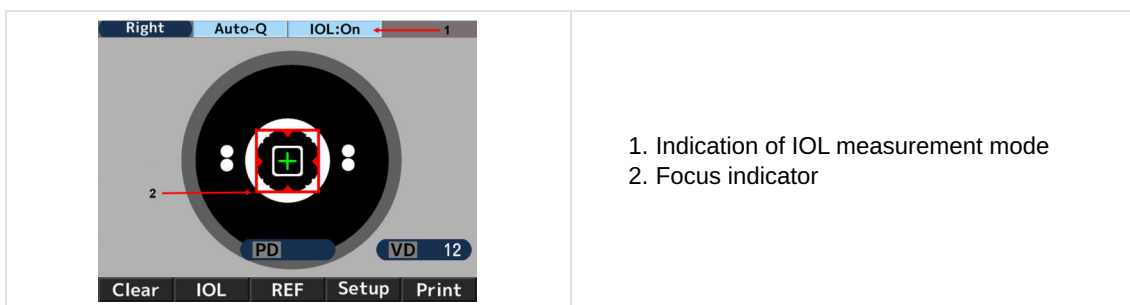 Right Auto-Q IOL:On 1
2
PD VD 12
Clear IOL REF Setup Print
1. Indication of IOL measurement mode
2. Focus indicator